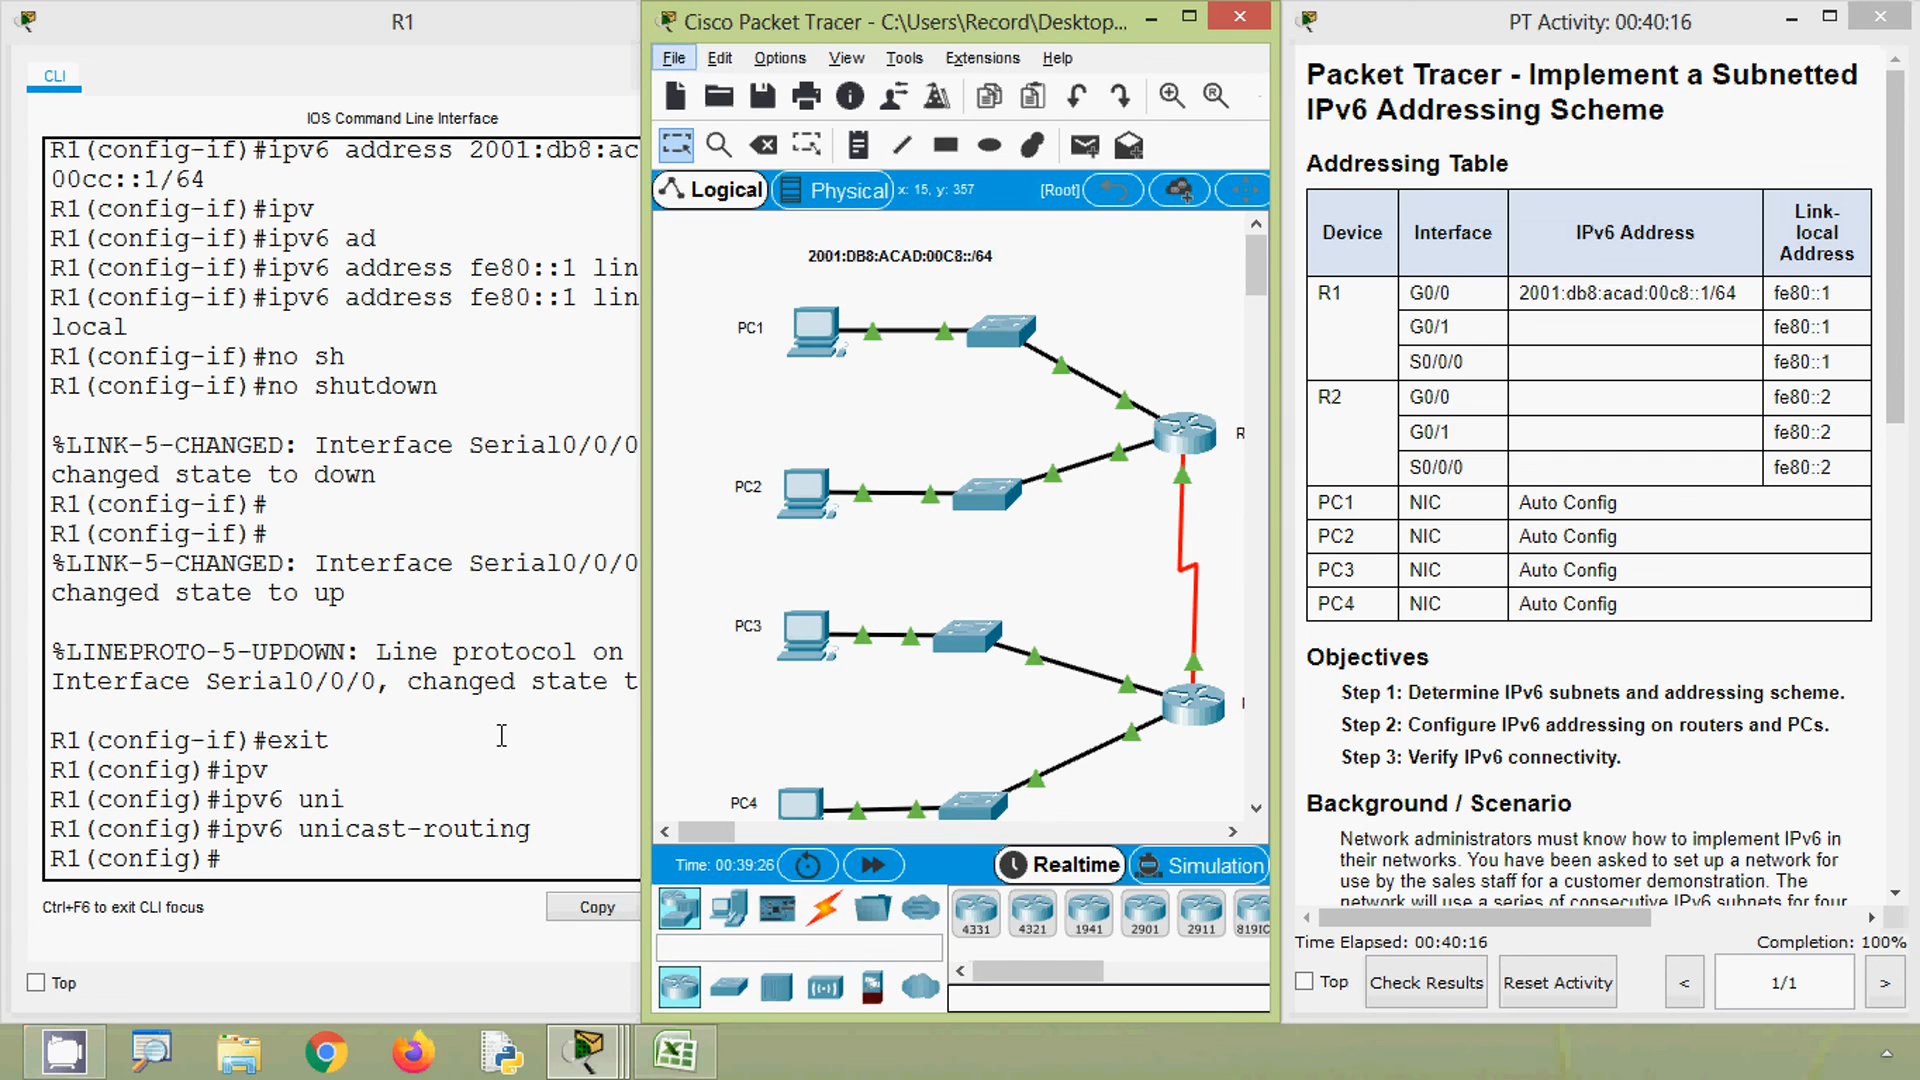 R1
CLI
IOS Command Line Interface
R1(config-if)#ipv6 address 2001:db8:ac
00cc::1/64
R1(config-if)#ipv
R1(config-if)#ipv6 ad
R1(config-if)#ipv6 address fe80::1 lin
R1(config-if)#ipv6 address fe80::1 lin
local
R1(config-if)#no sh
R1(config-if)#no shutdown
%LINK-5-CHANGED: Interface Serial0/0/0
changed state to down
R1(config-if)#
R1(config-if)#
%LINK-5-CHANGED: Interface Serial0/0/0
changed state to up
%LINEPROTO-5-UPDOWN: Line protocol on
Interface Serial0/0/0, changed state t
R1(config-if)#exit
R1(config)#ipv
R1(config)#ipv6 uni
R1(config)#ipv6 unicast-routing
R1(config)#
Ctrl+F6 to exit CLI focus
Copy
Top
Cisco Packet Tracer - C:\Users\Record\Desktop...
File Edit Options View Tools Extensions Help
Logical Physical x: 15, y: 357 [Root]
2001:DB8:ACAD:00C8::/64
PC1
R
PC2
PC3
PC4
Time: 00:39:26
Realtime Simulation
4331 4321 1941 2901 2911 819IC
PT Activity: 00:40:16
Packet Tracer - Implement a Subnetted
IPv6 Addressing Scheme
Addressing Table
Device Interface IPv6 Address Link-
local
Address
R1 G0/0 2001:db8:acad:00c8::1/64 fe80::1
G0/1 fe80::1
S0/0/0 fe80::1
R2 G0/0 fe80::2
G0/1 fe80::2
S0/0/0 fe80::2
PC1 NIC Auto Config
PC2 NIC Auto Config
PC3 NIC Auto Config
PC4 NIC Auto Config
Objectives
Step 1: Determine IPv6 subnets and addressing scheme.
Step 2: Configure IPv6 addressing on routers and PCs.
Step 3: Verify IPv6 connectivity.
Background / Scenario
Network administrators must know how to implement IPv6 in
their networks. You have been asked to set up a network for
use by the sales staff for a customer demonstration. The
network will use a series of consecutive IPv6 subnets for four
Time Elapsed: 00:40:16 Completion: 100%
Top Check Results Reset Activity < 1/1 >